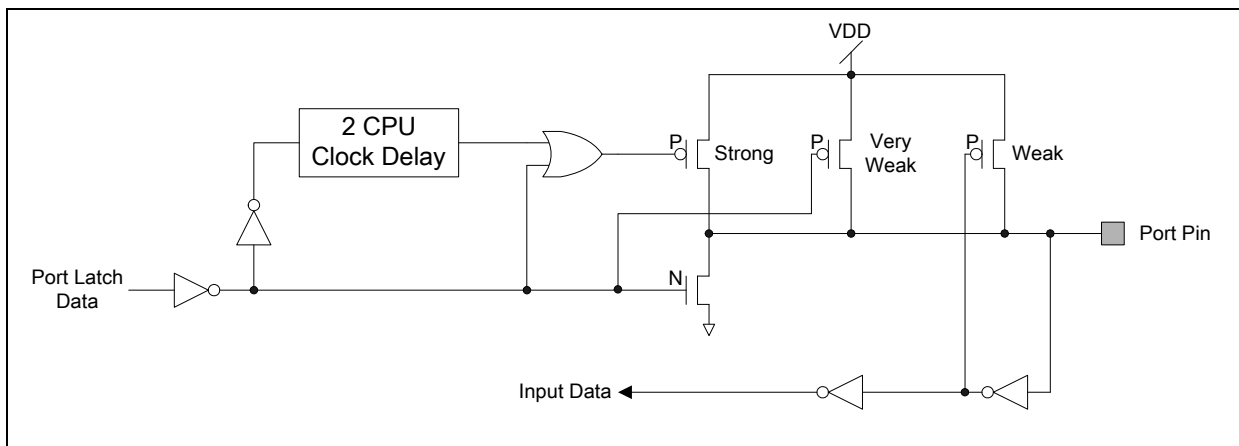 VDD
2 CPU
Clock Delay
P
Strong
P
Very
Weak
P
Weak
Port Pin
Port Latch
Data
N
Input Data